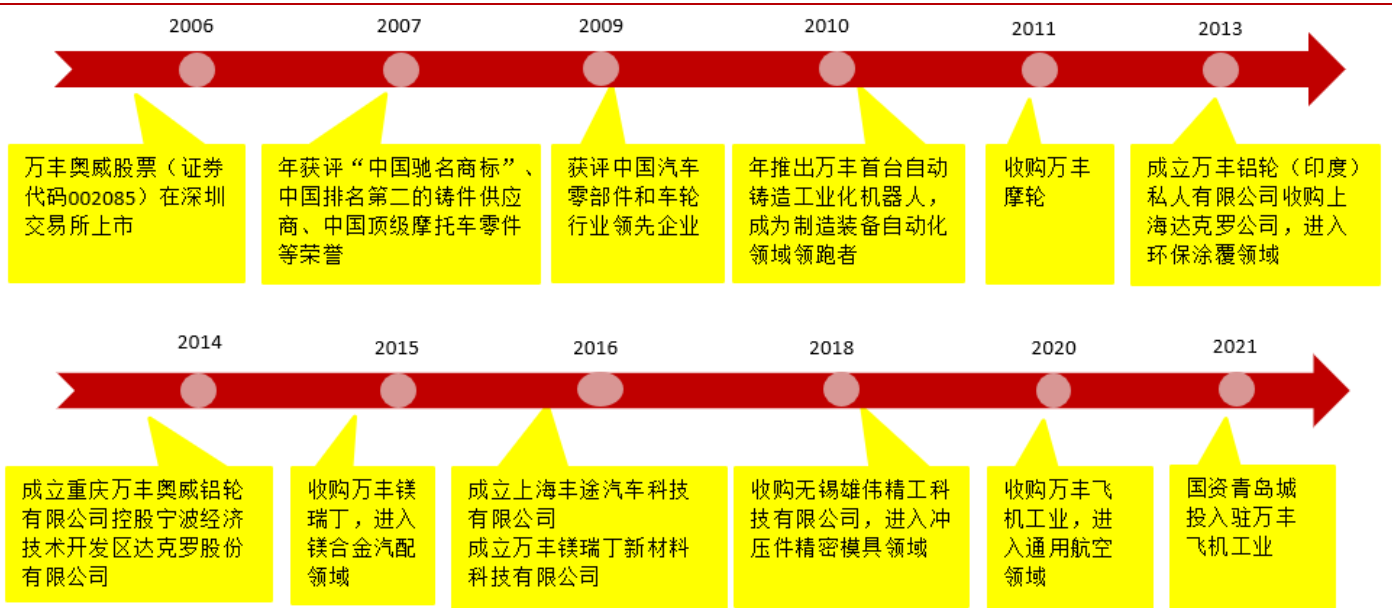 2006
2007
2009
2010
2011
2013
万丰奥威股票（证券
代码002085）在深圳
交易所上市
年获评“中国驰名商标”、
中国排名第二的铸件供应
商、中国顶级摩托车零件
等荣誉
获评中国汽车
零部件和车轮
行业领先企业
年推出万丰首台自动
铸造工业化机器人，
成为制造装备自动化
领域领跑者
收购万丰
摩轮
成立万丰铝轮（印度）
私人有限公司收购上
海达克罗公司，进入
环保涂覆领域
2014
2015
2016
2018
2020
2021
成立重庆万丰奥威铝轮
有限公司控股宁波经济
技术开发区达克罗股份
有限公司
收购万丰镁
瑞丁，进入
镁合金汽配
领域
成立上海丰途汽车科技
有限公司
成立万丰镁瑞丁新材料
科技有限公司
收购无锡雄伟精工科
技有限公司，进入冲
压件精密模具领域
收购万丰飞
机工业，进
入通用航空
领域
国资青岛城
投入驻万丰
飞机工业